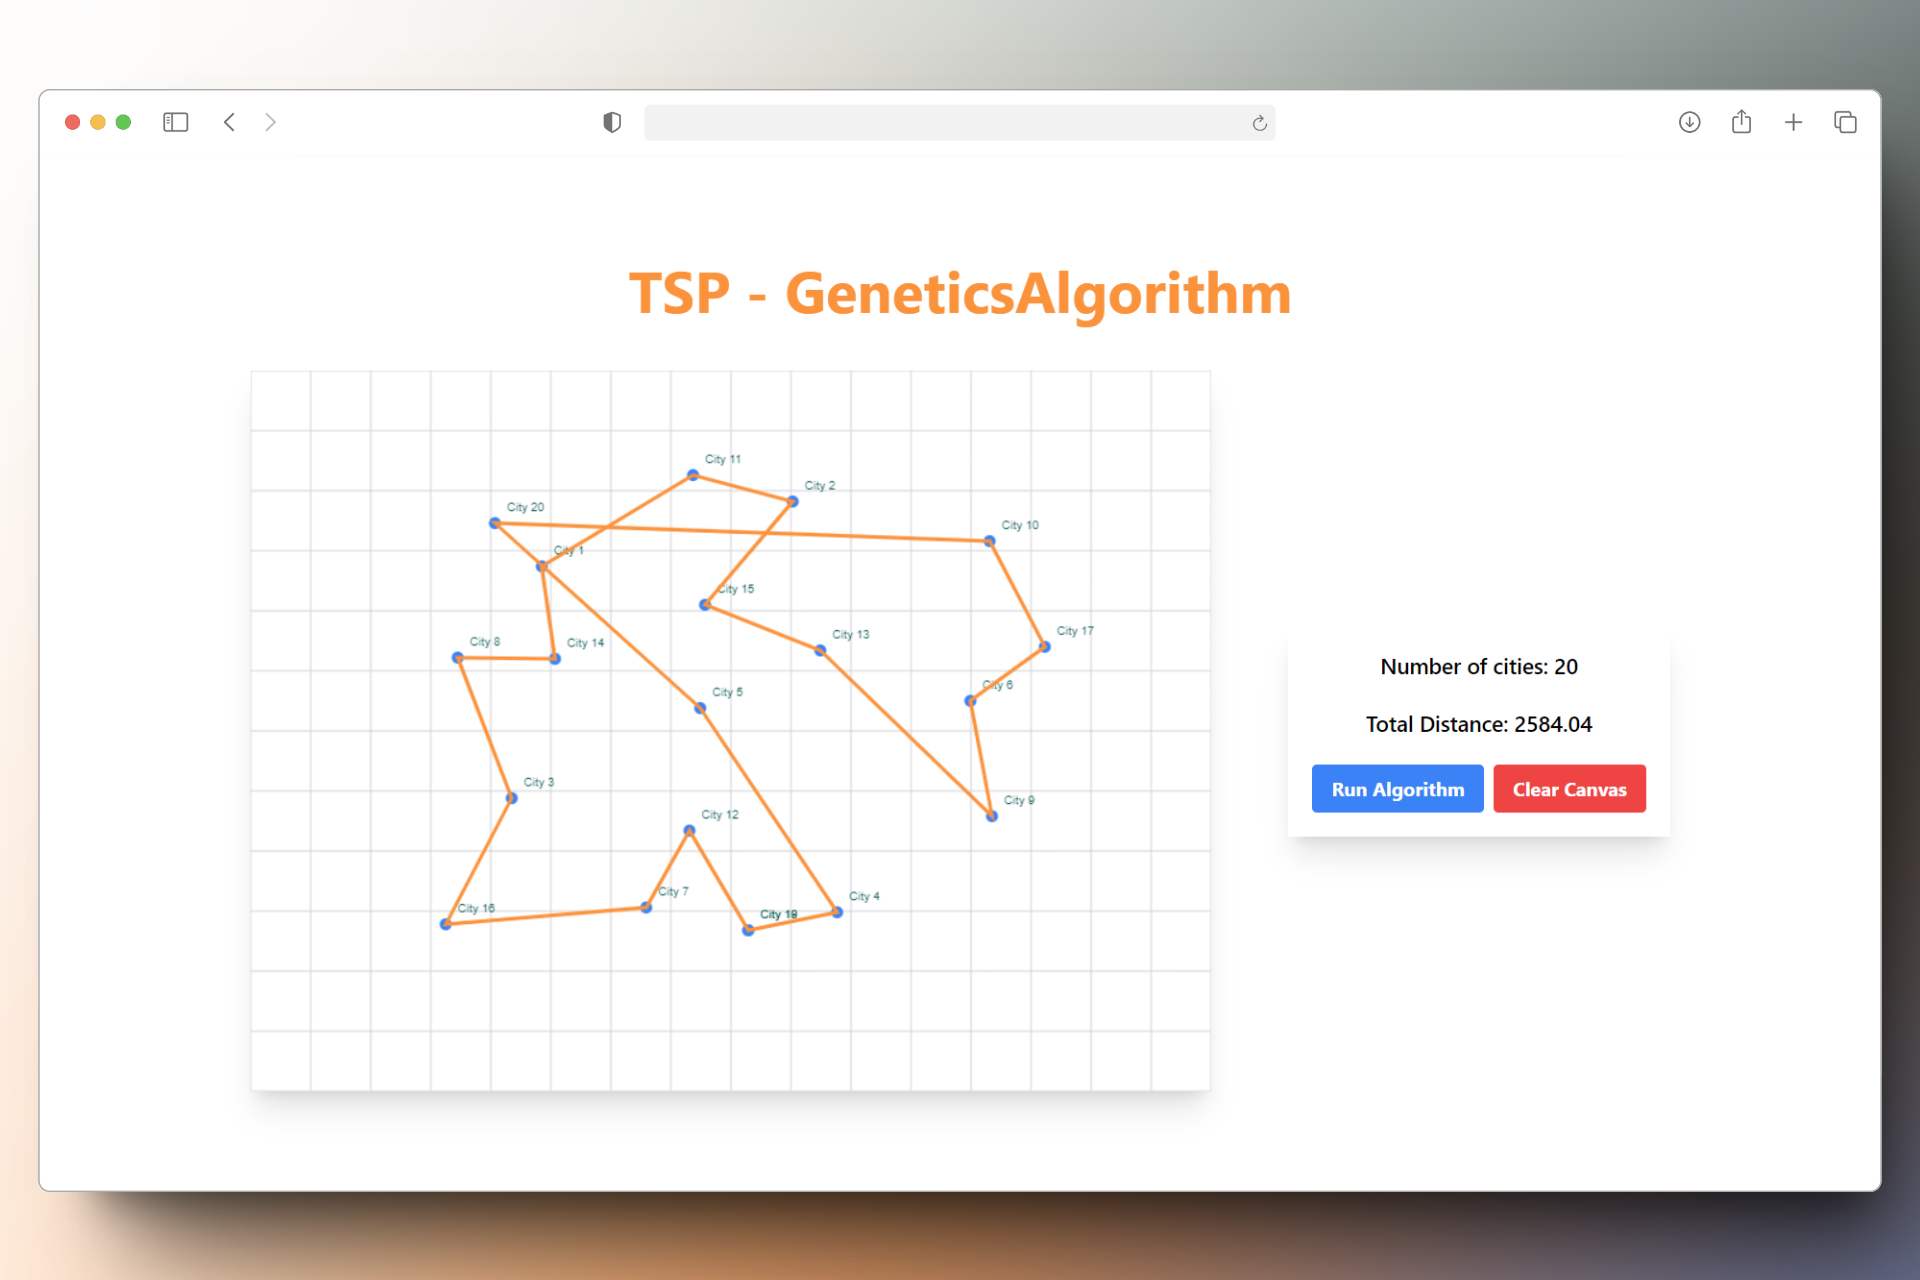 TSP - GeneticsAlgorithm
City 11
City 2
City 20
City 10
City 1
City 15
City 17
City 13
City 8
City 14
City 6
City 5
City 3
City 9
City 12
City 7
City 4
City 16
Number of cities: 20
Total Distance: 2584.04
Run Algorithm
Clear Canvas